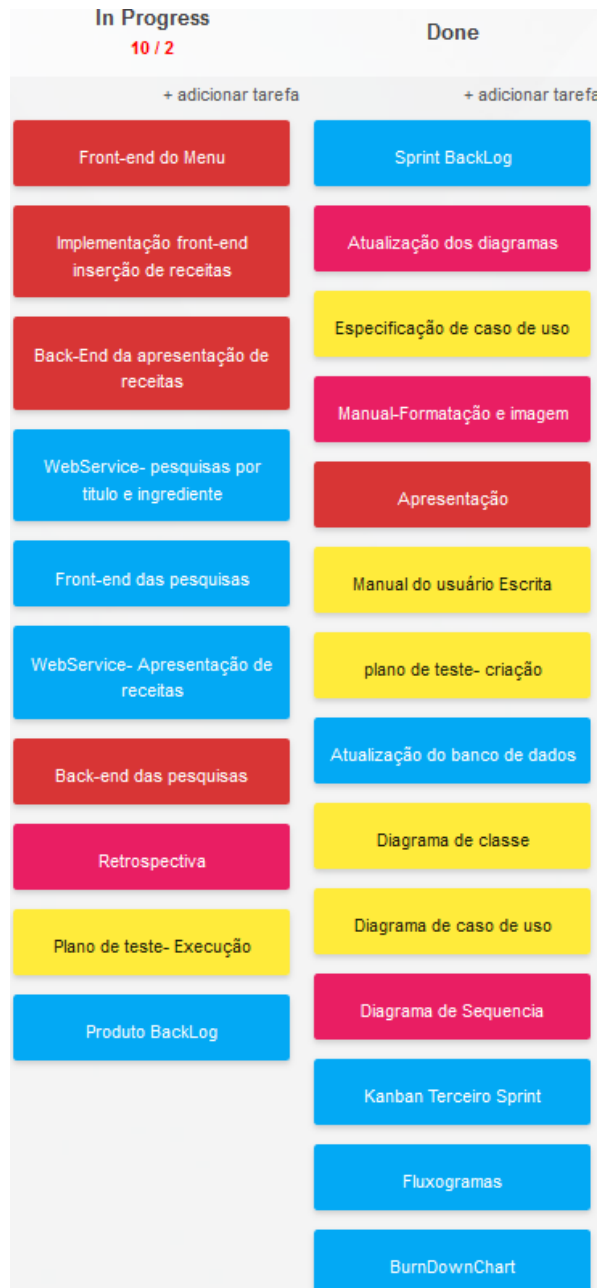 In Progress
10 / 2
+ adicionar tarefa
Front-end do Menu
Implementação front-end
inserção de receitas
Back-End da apresentação de
receitas
WebService- pesquisas por
titulo e ingrediente
Front-end das pesquisas
WebService- Apresentação de
receitas
Back-end das pesquisas
Retrospectiva
Plano de teste- Execução
Produto BackLog
Done
+ adicionar tarefa
Sprint BackLog
Atualização dos diagramas
Especificação de caso de uso
Manual-Formatação e imagem
Apresentação
Manual do usuário Escrita
plano de teste- criação
Atualização do banco de dados
Diagrama de classe
Diagrama de caso de uso
Diagrama de Sequencia
Kanban Terceiro Sprint
Fluxogramas
BurnDownChart